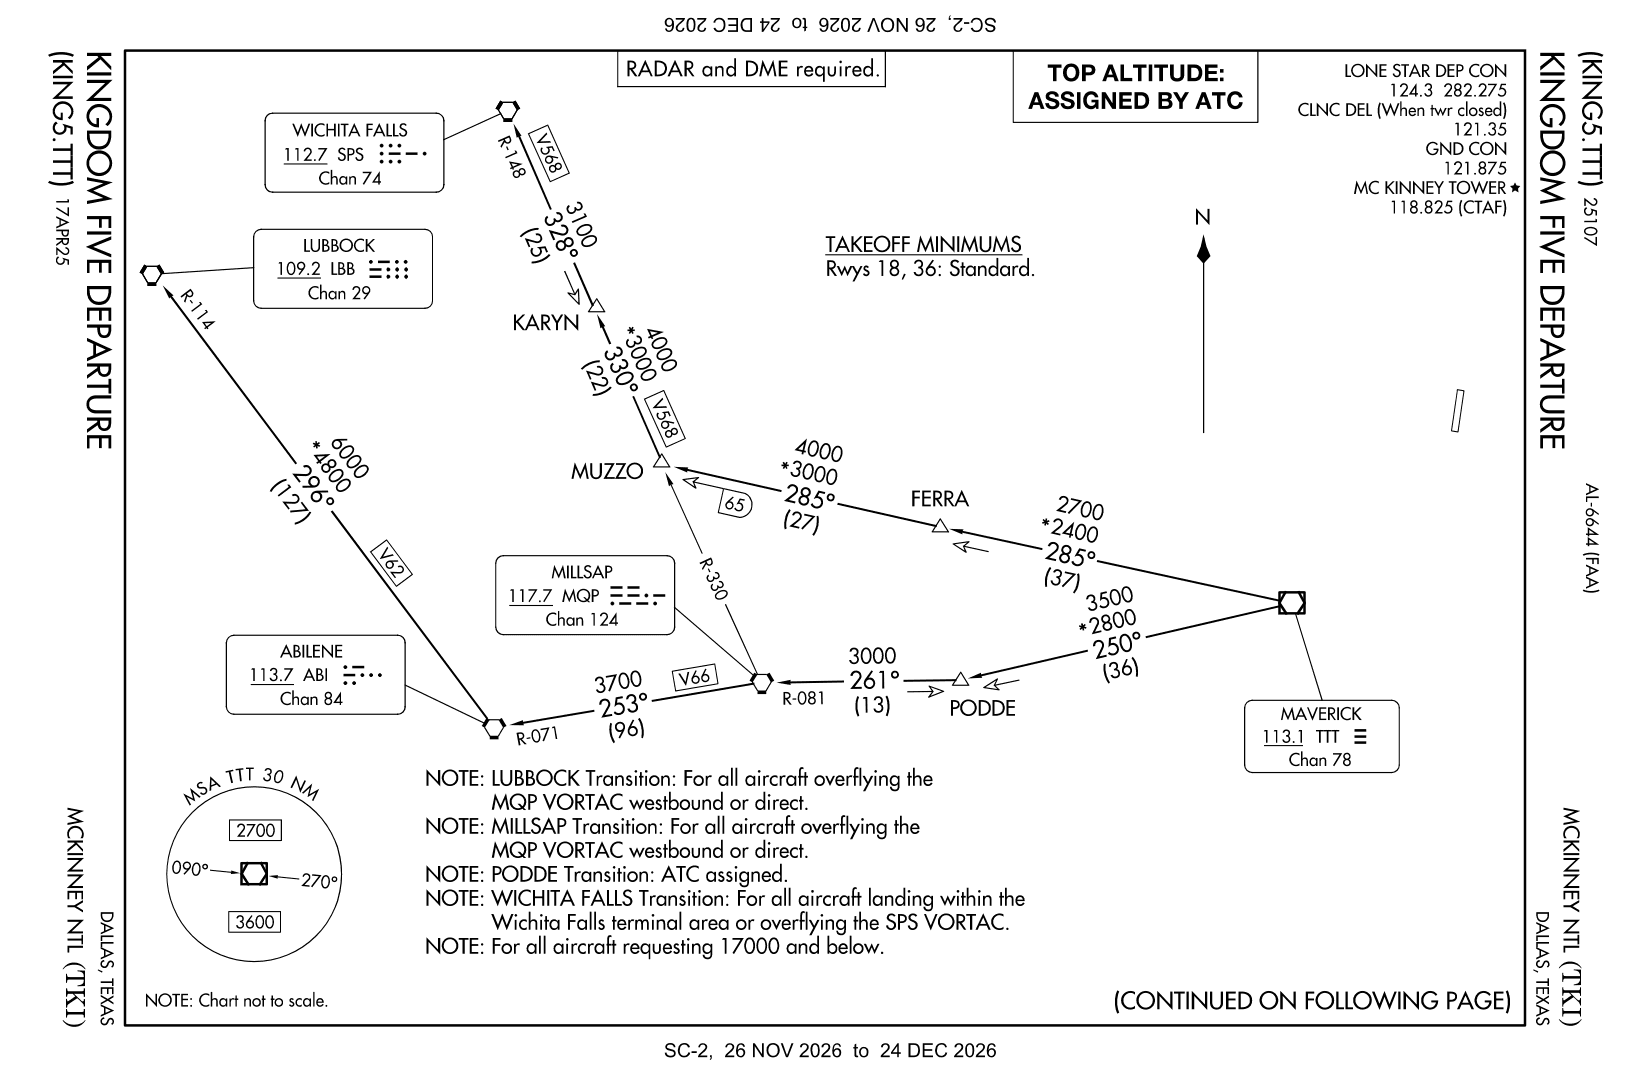 SC-2, 26 NOV 2026 to 24 DEC 2026
(KING5.TTT) 17APR25
KINGDOM FIVE DEPARTURE
MCKINNEY NTL (TKI)
DALLAS, TEXAS
RADAR and DME required.
TOP ALTITUDE:
ASSIGNED BY ATC
LONE STAR DEP CON
124.3 282.275
CLNC DEL (When twr closed)
121.35
GND CON
121.875
MC KINNEY TOWER ★
118.825 (CTAF)
WICHITA FALLS
112.7 SPS
Chan 74
R-148
V568
3100
328°
(25)
LUBBOCK
109.2 LBB
Chan 29
R-114
KARYN
4000
*3000
330°
(22)
V568
TAKEOFF MINIMUMS
Rwys 18, 36: Standard.
N
6000
*4800
296°
(127)
V62
MUZZO
65
4000
*3000
285°
(27)
FERRA
2700
*2400
285°
(37)
MILLSAP
117.7 MQP
Chan 124
R-330
3500
*2800
250°
(36)
ABILENE
113.7 ABI
Chan 84
R-071
3700
253°
(96)
V66
R-081
3000
261°
(13)
PODDE
MAVERICK
113.1 TTT
Chan 78
MSA TTT 30 NM
2700
090°
270°
3600
NOTE: LUBBOCK Transition: For all aircraft overflying the
MQP VORTAC westbound or direct.
NOTE: MILLSAP Transition: For all aircraft overflying the
MQP VORTAC westbound or direct.
NOTE: PODDE Transition: ATC assigned.
NOTE: WICHITA FALLS Transition: For all aircraft landing within the
Wichita Falls terminal area or overflying the SPS VORTAC.
NOTE: For all aircraft requesting 17000 and below.
NOTE: Chart not to scale.
(CONTINUED ON FOLLOWING PAGE)
(KING5.TTT) 25107
KINGDOM FIVE DEPARTURE
AL-6644 (FAA)
MCKINNEY NTL (TKI)
DALLAS, TEXAS
SC-2, 26 NOV 2026 to 24 DEC 2026